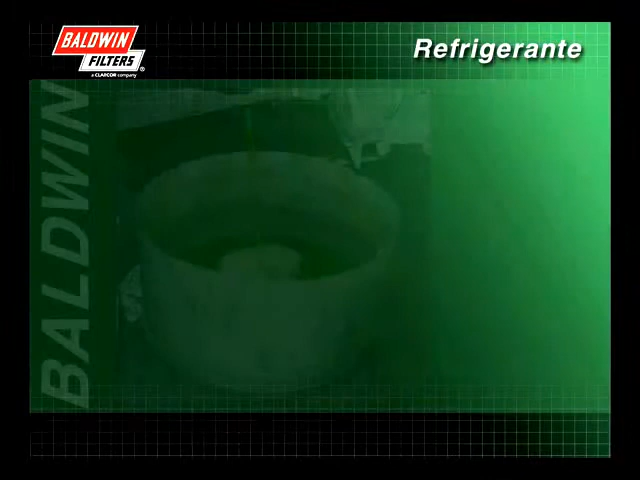 BALDWIN
FILTERS
a CLARCOR company
Refrigerante
BALDWIN